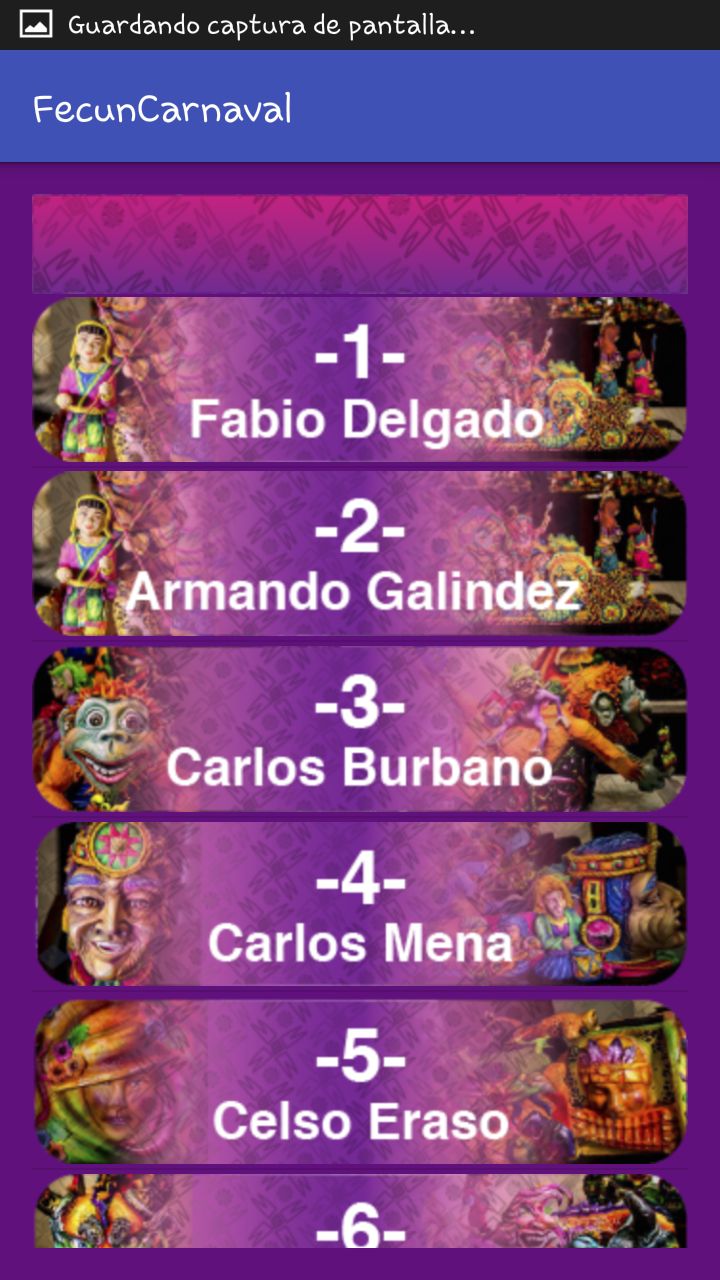 Guardando captura de pantalla...
FecunCarnaval
-1-
Fabio Delgado
-2-
Armando Galindez
-3-
Carlos Burbano
-4-
Carlos Mena
-5-
Celso Eraso
-6-